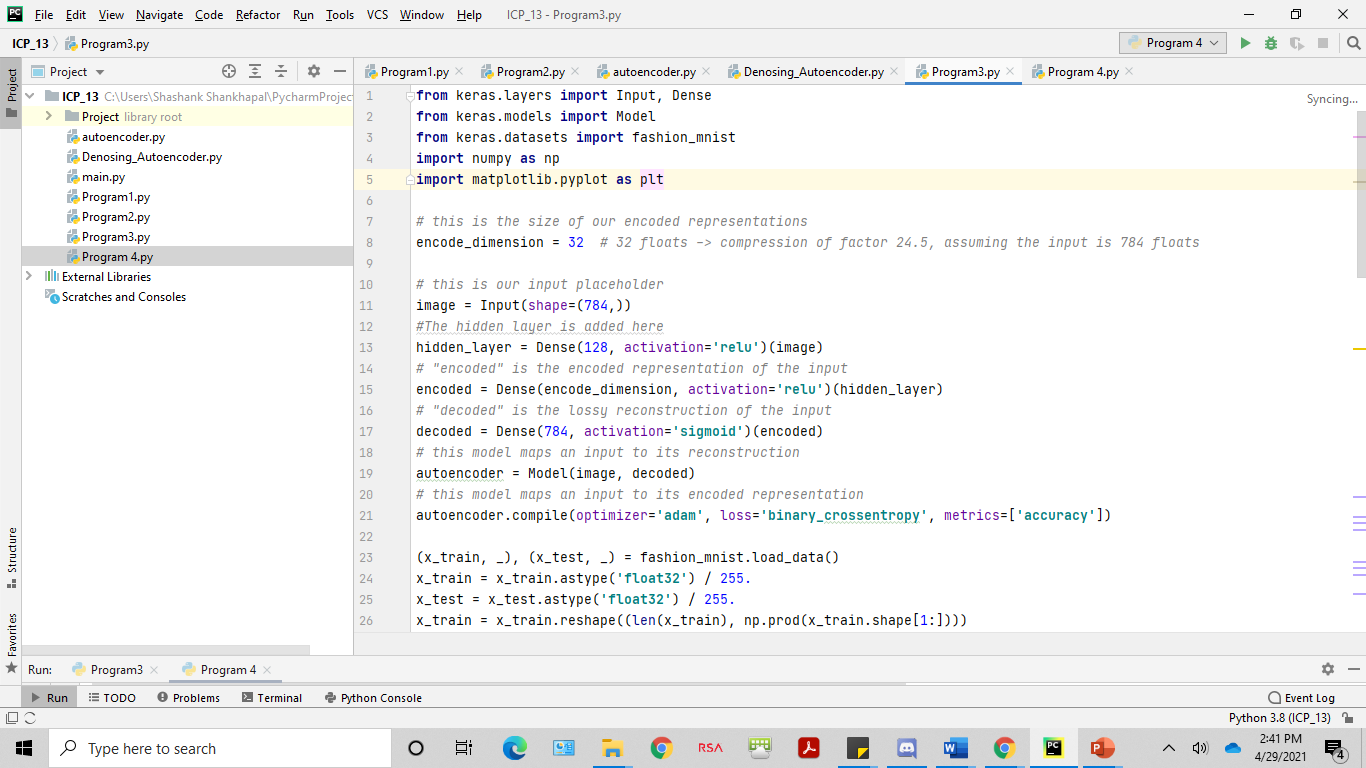 PC File Edit View Navigate Code Refactor Run Tools VCS Window Help ICP_13 - Program3.py
ICP_13 Program3.py Program 4
Project Project Program1.py Program2.py autoencoder.py Denosing_Autoencoder.py Program3.py Program 4.py
ICP_13 C:\Users\Shashank Shankhapal\PycharmProjec
Project library root
autoencoder.py
Denosing_Autoencoder.py
main.py
Program1.py
Program2.py
Program3.py
Program 4.py
External Libraries
Scratches and Consoles
Syncing...
1 from keras.layers import Input, Dense
2 from keras.models import Model
3 from keras.datasets import fashion_mnist
4 import numpy as np
5 import matplotlib.pyplot as plt
6
7 # this is the size of our encoded representations
8 encode_dimension = 32 # 32 floats -> compression of factor 24.5, assuming the input is 784 floats
9
10 # this is our input placeholder
11 image = Input(shape=(784,))
12 #The hidden layer is added here
13 hidden_layer = Dense(128, activation='relu')(image)
14 # "encoded" is the encoded representation of the input
15 encoded = Dense(encode_dimension, activation='relu')(hidden_layer)
16 # "decoded" is the lossy reconstruction of the input
17 decoded = Dense(784, activation='sigmoid')(encoded)
18 # this model maps an input to its reconstruction
19 autoencoder = Model(image, decoded)
20 # this model maps an input to its encoded representation
21 autoencoder.compile(optimizer='adam', loss='binary_crossentropy', metrics=['accuracy'])
22
23 (x_train, _), (x_test, _) = fashion_mnist.load_data()
24 x_train = x_train.astype('float32') / 255.
25 x_test = x_test.astype('float32') / 255.
26 x_train = x_train.reshape((len(x_train), np.prod(x_train.shape[1:])))
Structure
Favorites
Run: Program3 Program 4
Run TODO Problems Terminal Python Console Event Log
Python 3.8 (ICP_13)
Type here to search RSA PC
2:41 PM
4/29/2021
4